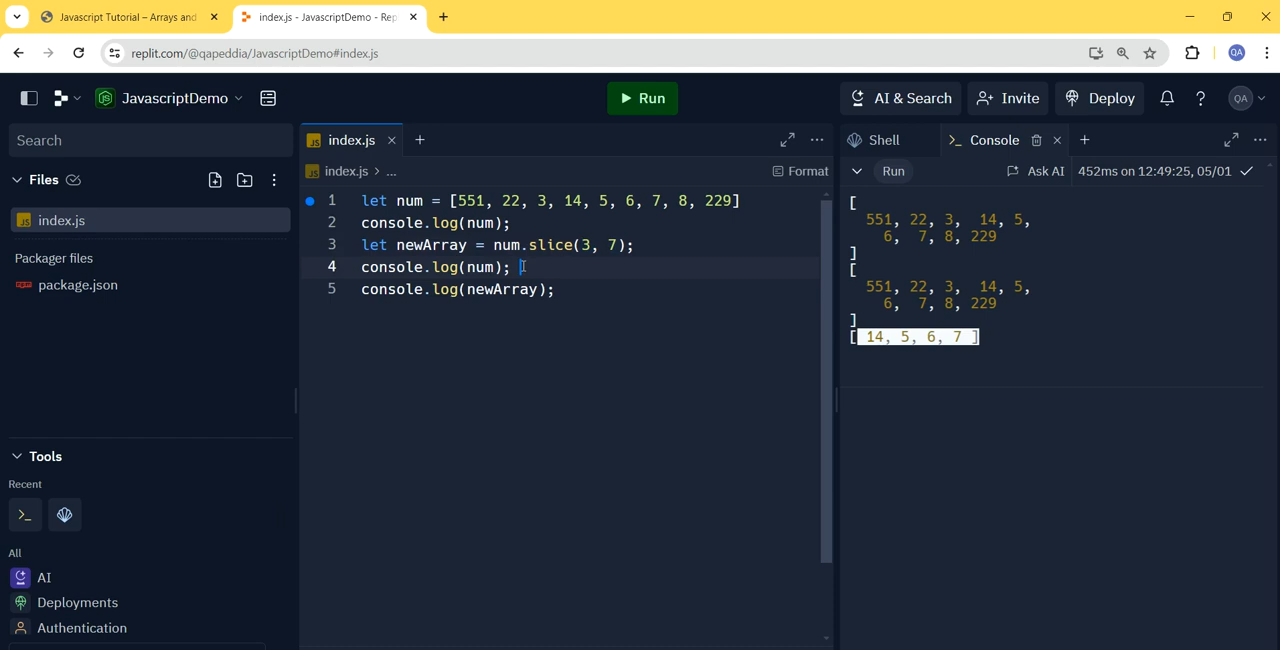 Javascript Tutorial – Arrays and
index.js - JavascriptDemo - Rep
replit.com/@qapeddia/JavascriptDemo#index.js
QA
JavascriptDemo
Run
AI & Search
Invite
Deploy
?
QA
Search
JS index.js
Shell
Console
Files
JS index.js > ...
Format
Run
Ask AI
452ms on 12:49:25, 05/01
JS index.js
Packager files
package.json
1 let num = [551, 22, 3, 14, 5, 6, 7, 8, 229]
2 console.log(num);
3 let newArray = num.slice(3, 7);
4 console.log(num);
5 console.log(newArray);
[
551, 22, 3, 14, 5,
6, 7, 8, 229
]
[
551, 22, 3, 14, 5,
6, 7, 8, 229
]
[ 14, 5, 6, 7 ]
Tools
Recent
>_
All
AI
Deployments
Authentication